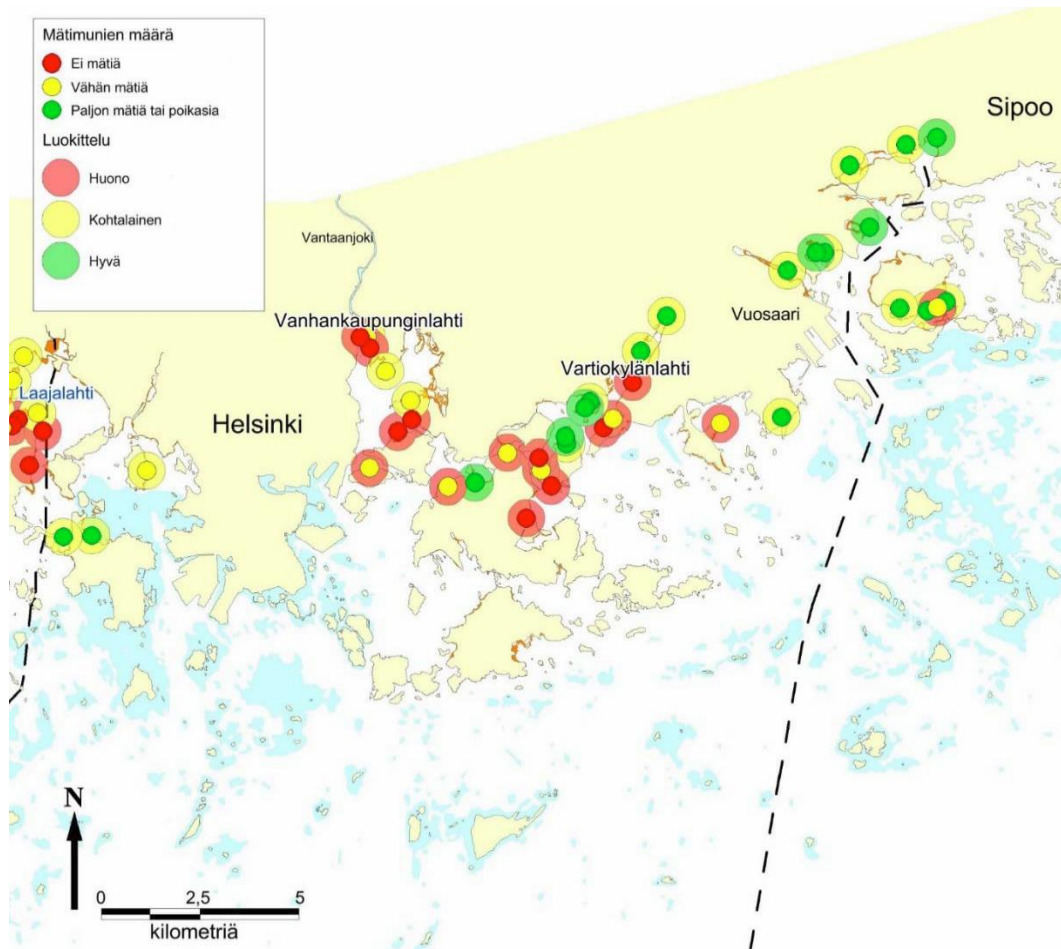 Mätimunien määrä
Ei mätiä
Vähän mätiä
Paljon mätiä tai poikasia
Luokittelu
Huono
Kohtalainen
Hyvä
Sipoo
Vantaanjoki
Vanhankaupunginlahti
Vuosaari
Vartiokylänlahti
Laajalahti
Helsinki
N
0 2,5 5
kilometriä